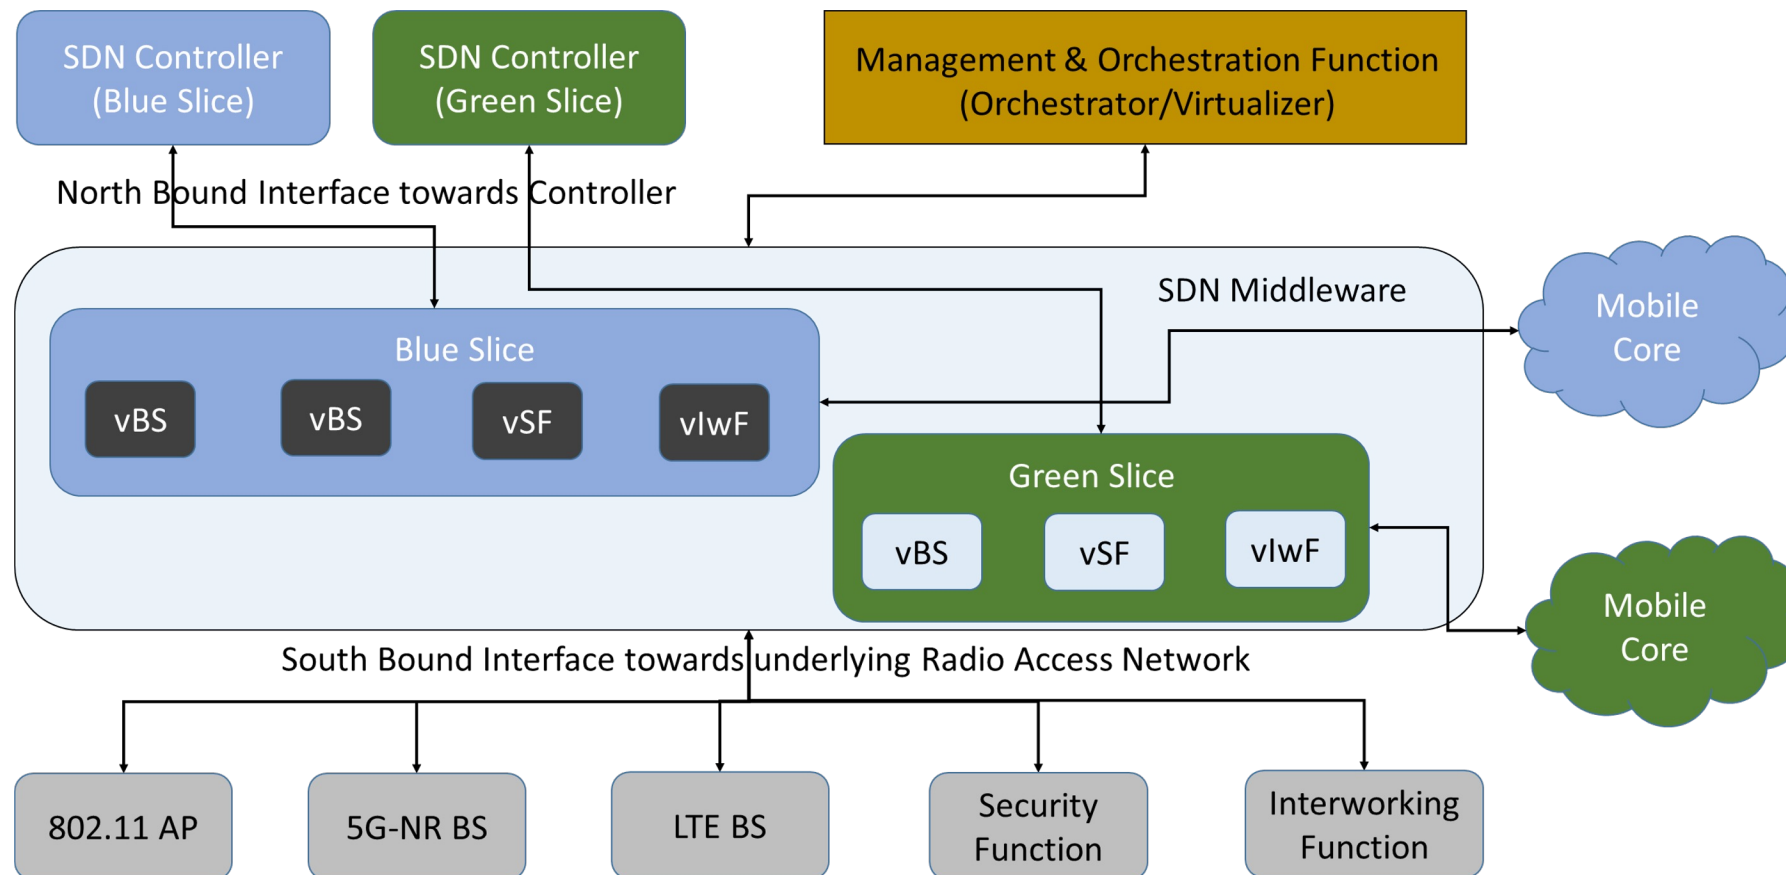 SDN Controller
(Blue Slice)
SDN Controller
(Green Slice)
Management & Orchestration Function
(Orchestrator/Virtualizer)
North Bound Interface towards Controller
SDN Middleware
Mobile
Core
Blue Slice
vBS
vBS
vSF
vIwF
Green Slice
vBS
vSF
vIwF
Mobile
Core
South Bound Interface towards underlying Radio Access Network
802.11 AP
5G-NR BS
LTE BS
Security
Function
Interworking
Function